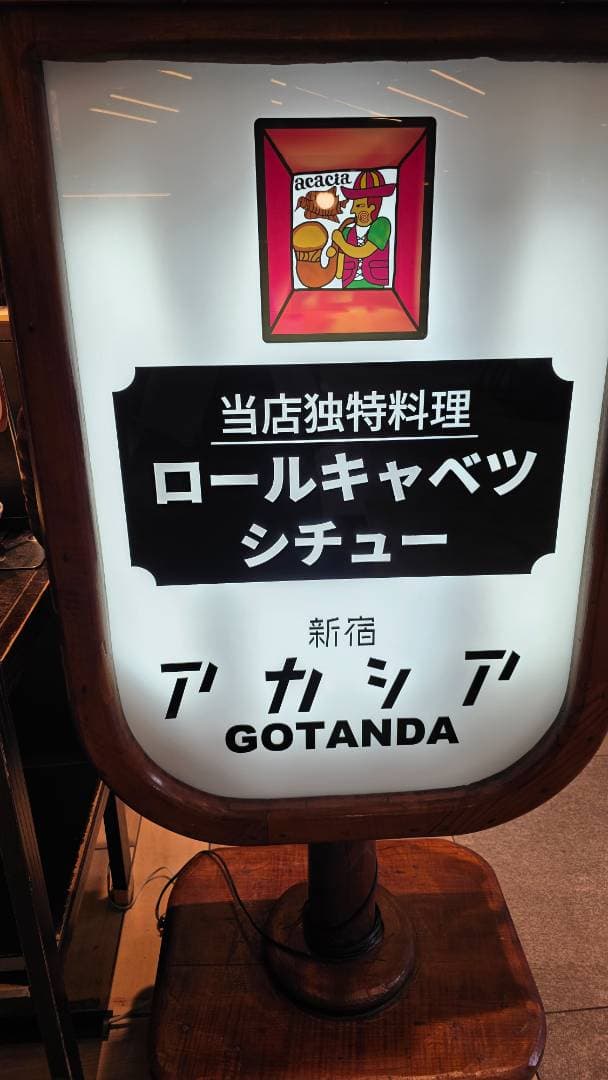 acacia
当店独特料理
ロールキャベツ
シチュー
新宿
アカシア
GOTANDA